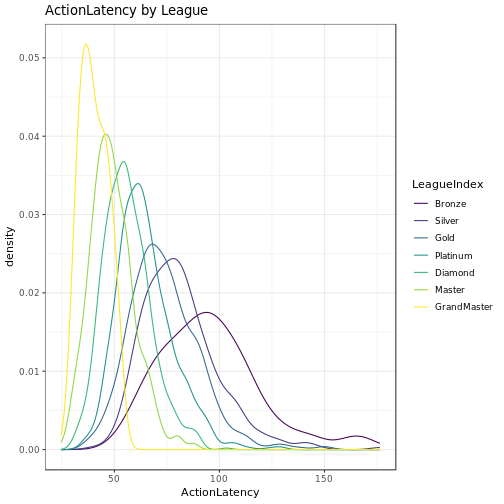 ActionLatency by League
0.05
0.04
0.03
0.02
0.01
0.00
density
50
100
150
ActionLatency
LeagueIndex
Bronze
Silver
Gold
Platinum
Diamond
Master
GrandMaster